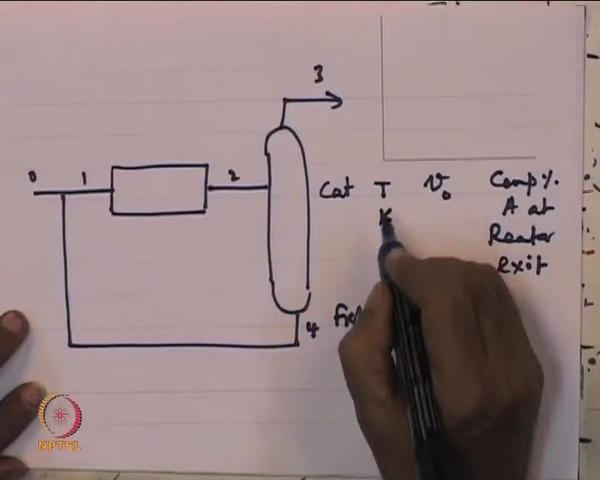 3
0 1 2
Cat T v₀ Comp %
K A at
Reactor
exit
4
NPTEL